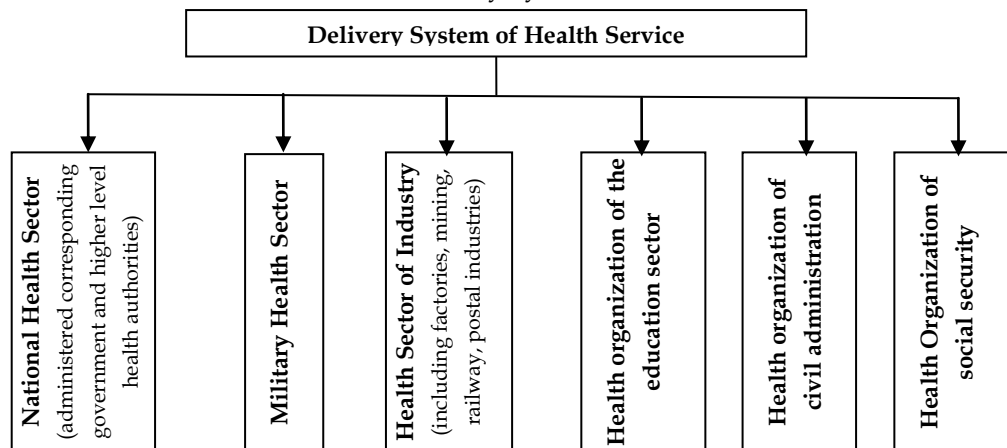 Delivery System of Health Service
National Health Sector
(administered corresponding
government and higher level
health authorities)
Military Health Sector
Health Sector of Industry
(including factories, mining,
railway, postal industries)
Health organization of the
education sector
Health organization of
civil administration
Health Organization of
social security